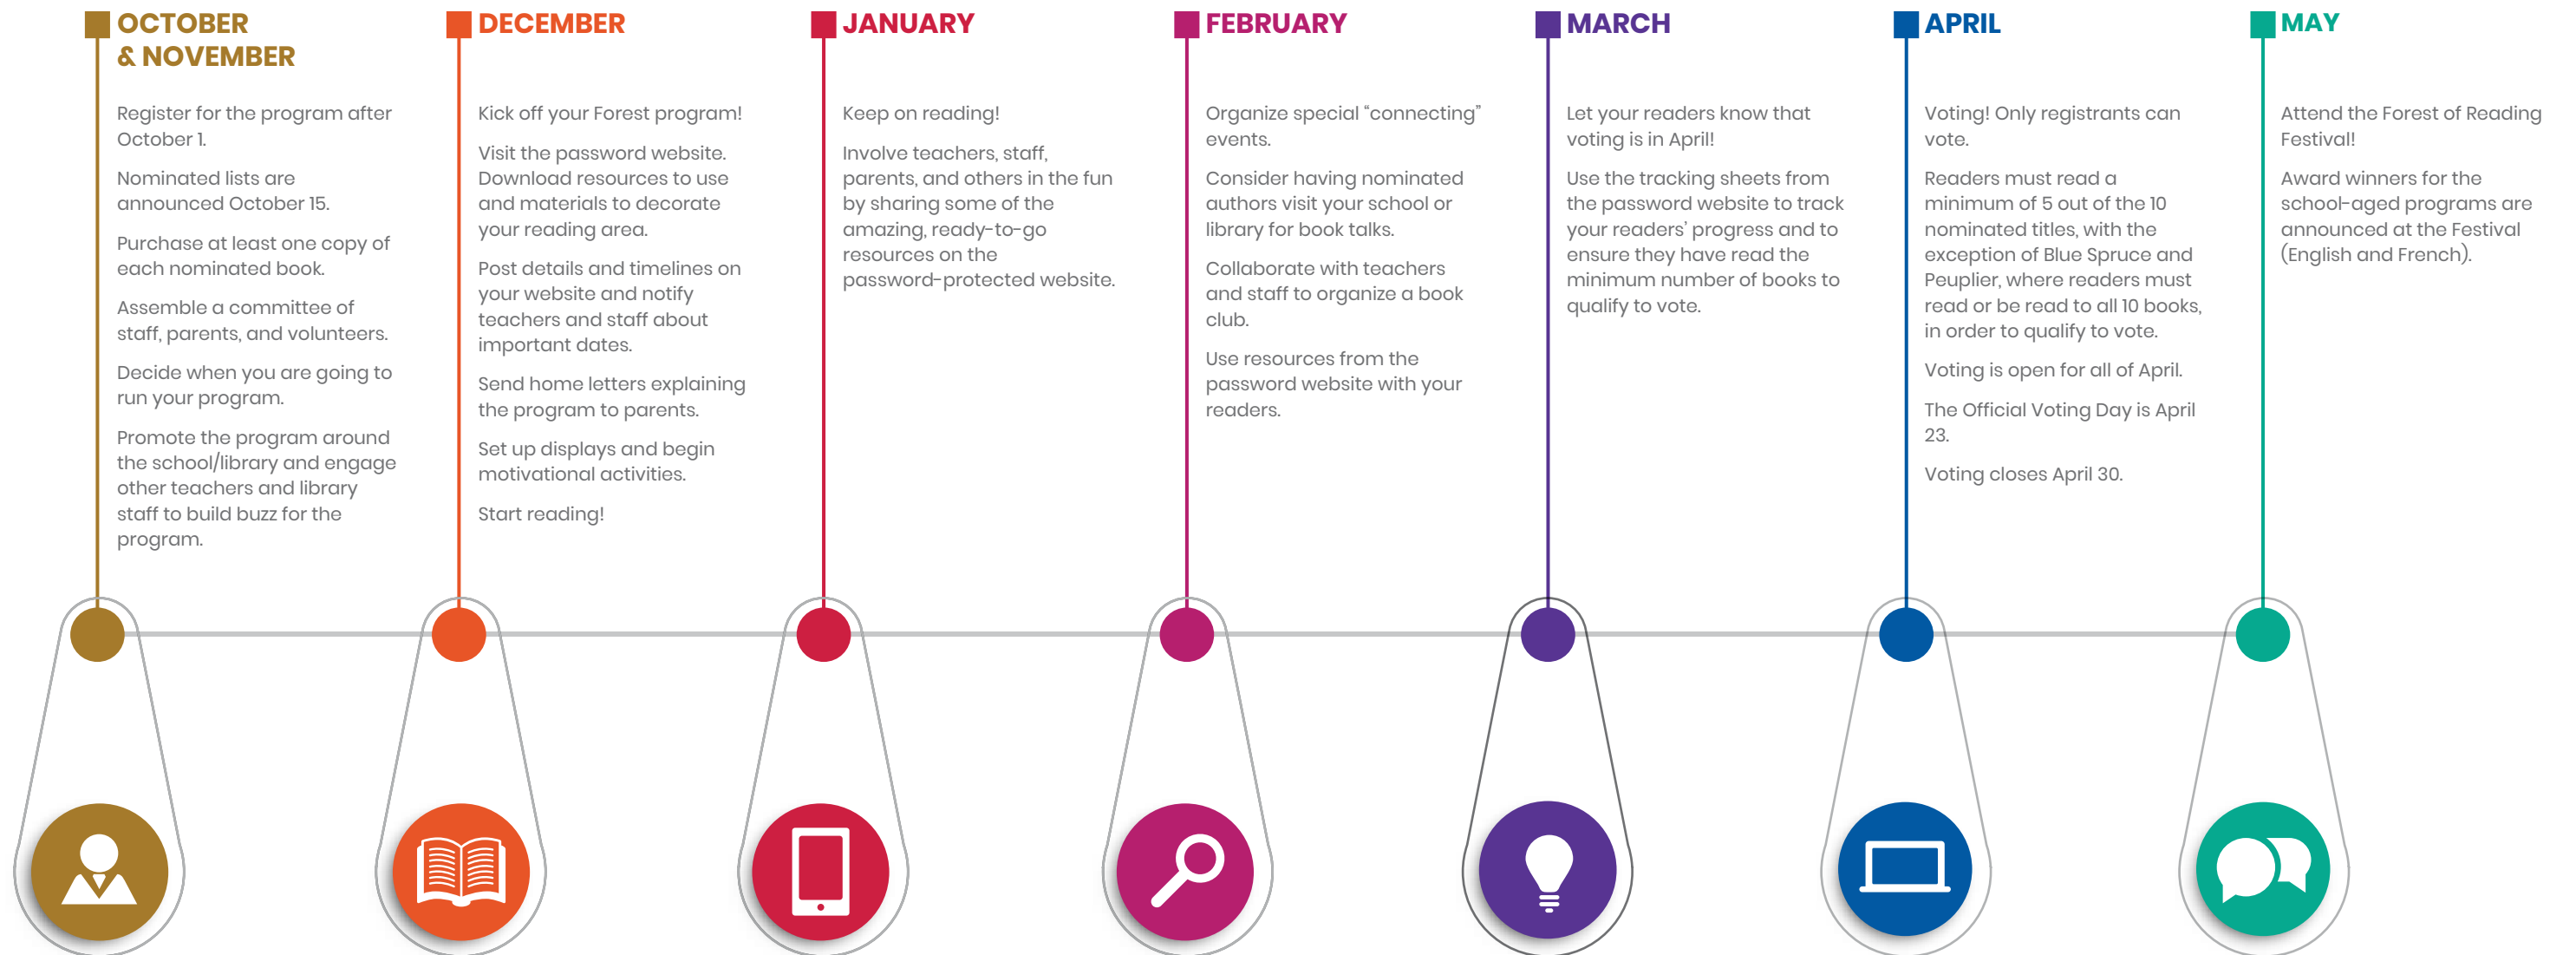 OCTOBER
& NOVEMBER
Register for the program after
October 1.
Nominated lists are
announced October 15.
Purchase at least one copy of
each nominated book.
Assemble a committee of
staff, parents, and volunteers.
Decide when you are going to
run your program.
Promote the program around
the school/library and engage
other teachers and library
staff to build buzz for the
program.
DECEMBER
Kick off your Forest program!
Visit the password website.
Download resources to use
and materials to decorate
your reading area.
Post details and timelines on
your website and notify
teachers and staff about
important dates.
Send home letters explaining
the program to parents.
Set up displays and begin
motivational activities.
Start reading!
JANUARY
Keep on reading!
Involve teachers, staff,
parents, and others in the fun
by sharing some of the
amazing, ready-to-go
resources on the
password-protected website.
FEBRUARY
Organize special “connecting”
events.
Consider having nominated
authors visit your school or
library for book talks.
Collaborate with teachers
and staff to organize a book
club.
Use resources from the
password website with your
readers.
MARCH
Let your readers know that
voting is in April!
Use the tracking sheets from
the password website to track
your readers’ progress and to
ensure they have read the
minimum number of books to
qualify to vote.
APRIL
Voting! Only registrants can
vote.
Readers must read a
minimum of 5 out of the 10
nominated titles, with the
exception of Blue Spruce and
Peuplier, where readers must
read or be read to all 10 books,
in order to qualify to vote.
Voting is open for all of April.
The Official Voting Day is April
23.
Voting closes April 30.
MAY
Attend the Forest of Reading
Festival!
Award winners for the
school-aged programs are
announced at the Festival
(English and French).